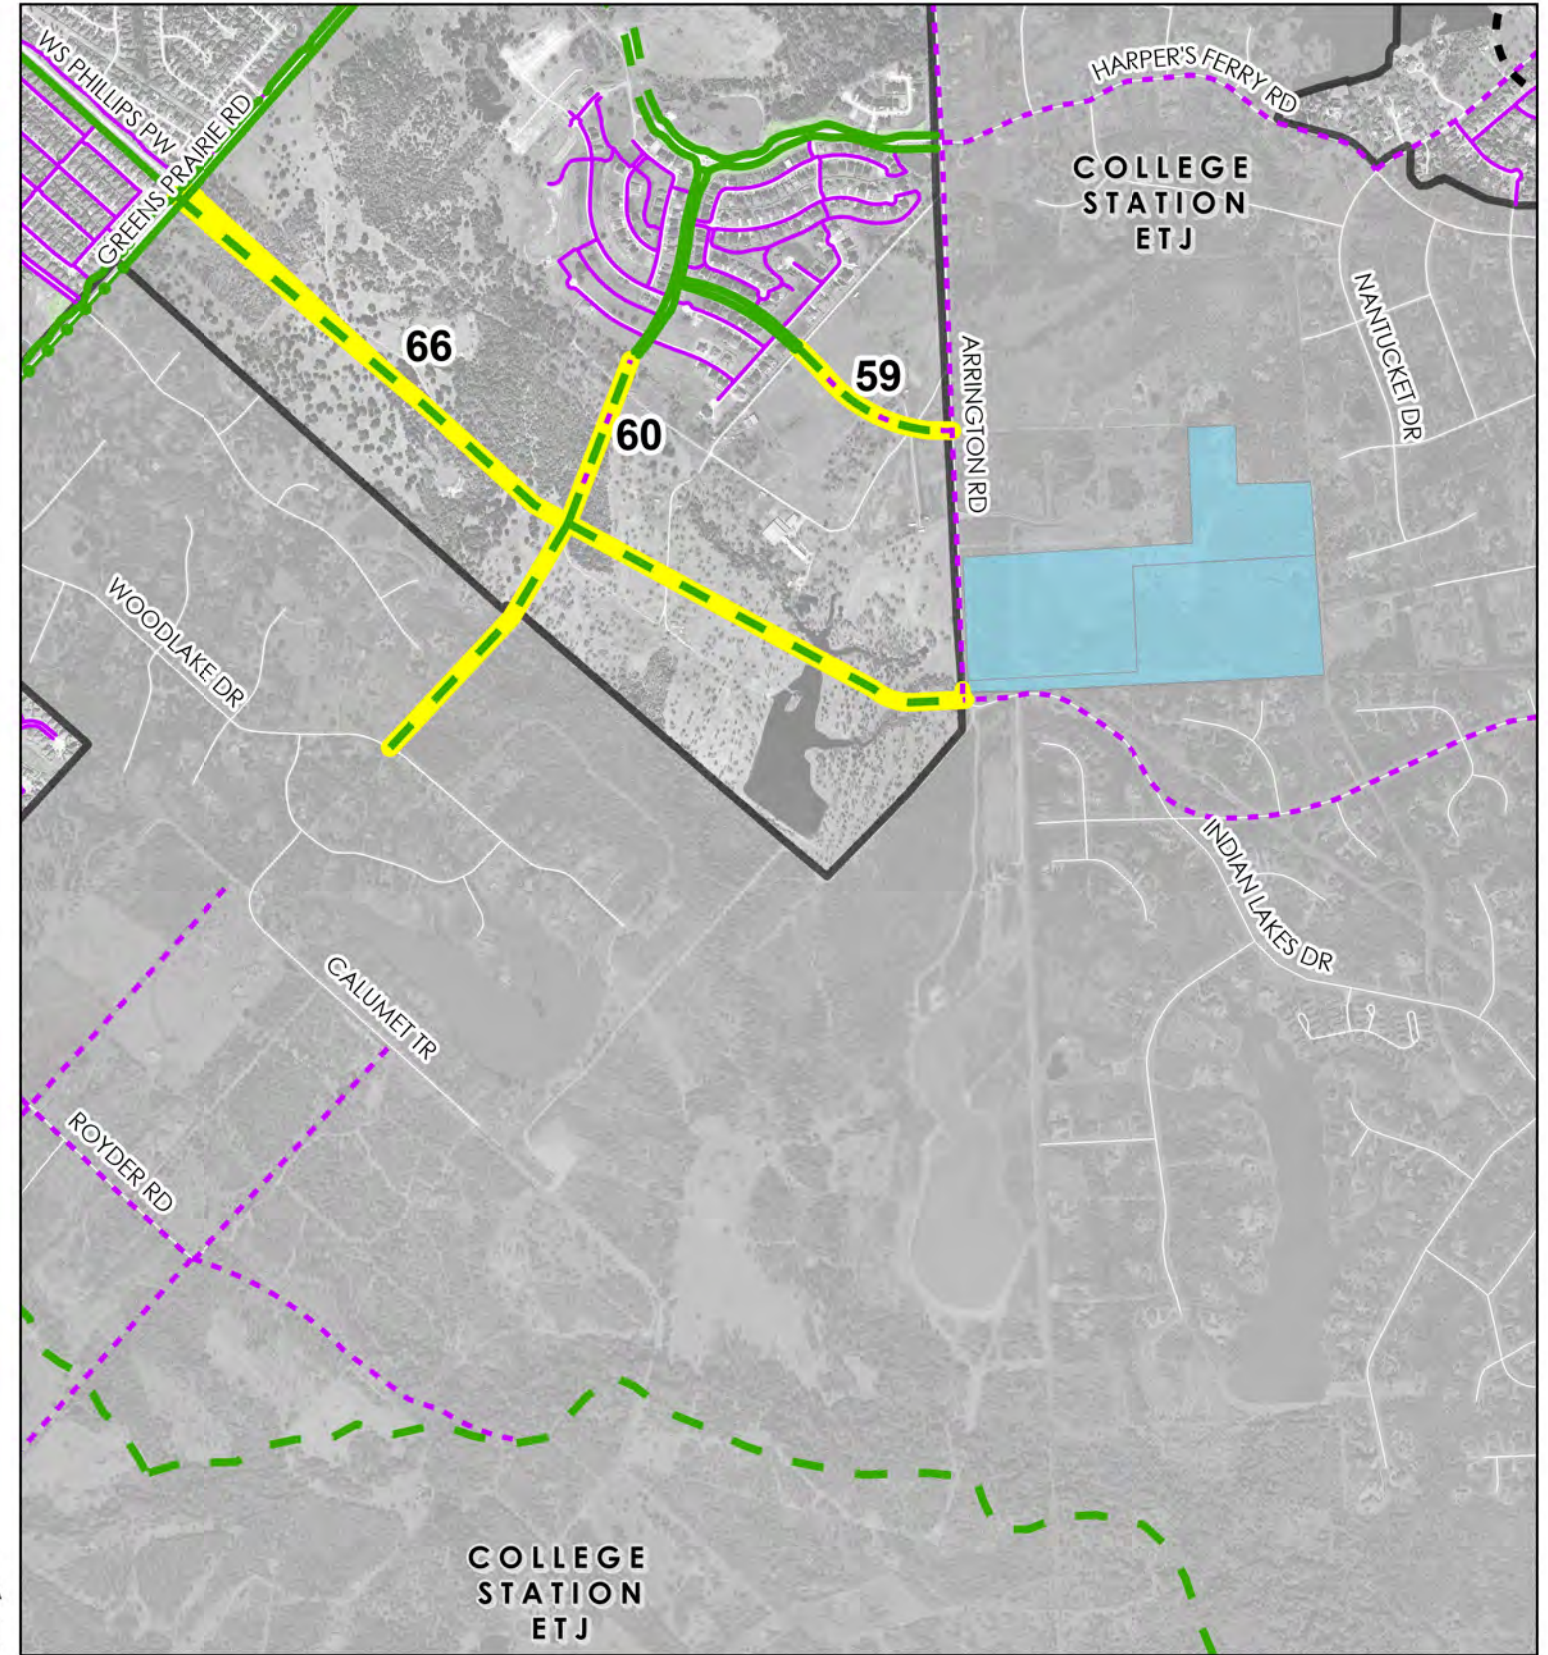 WS PHILLIPS PW
GREENS PRAIRIE RD
HARPER'S FERRY RD
COLLEGE
STATION
ETJ
NANTUCKET DR
66
59
60
ARRINGTON RD
WOODLAKE DR
INDIAN LAKES DR
CALUMET TR
ROYDER RD
COLLEGE
STATION
ETJ